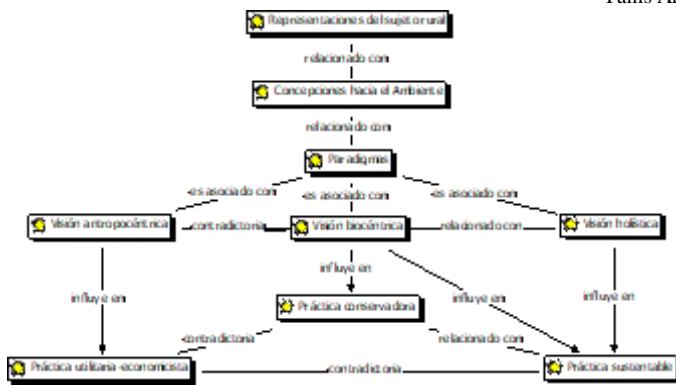 Representaciones del sujeto rural
relacionado con
Concepciones hacia el Ambiente
relacionado con
Paradigmas
es asociado con es asociado con es asociado con
Visión antropocéntrica contradictoria Visión biocéntrica relacionado con Visión holística
influye en
influye en influye en influye en
Práctica conservadora
contradictoria relacionado con
Práctica utilitaria-economicista contradictoria Práctica sustentable